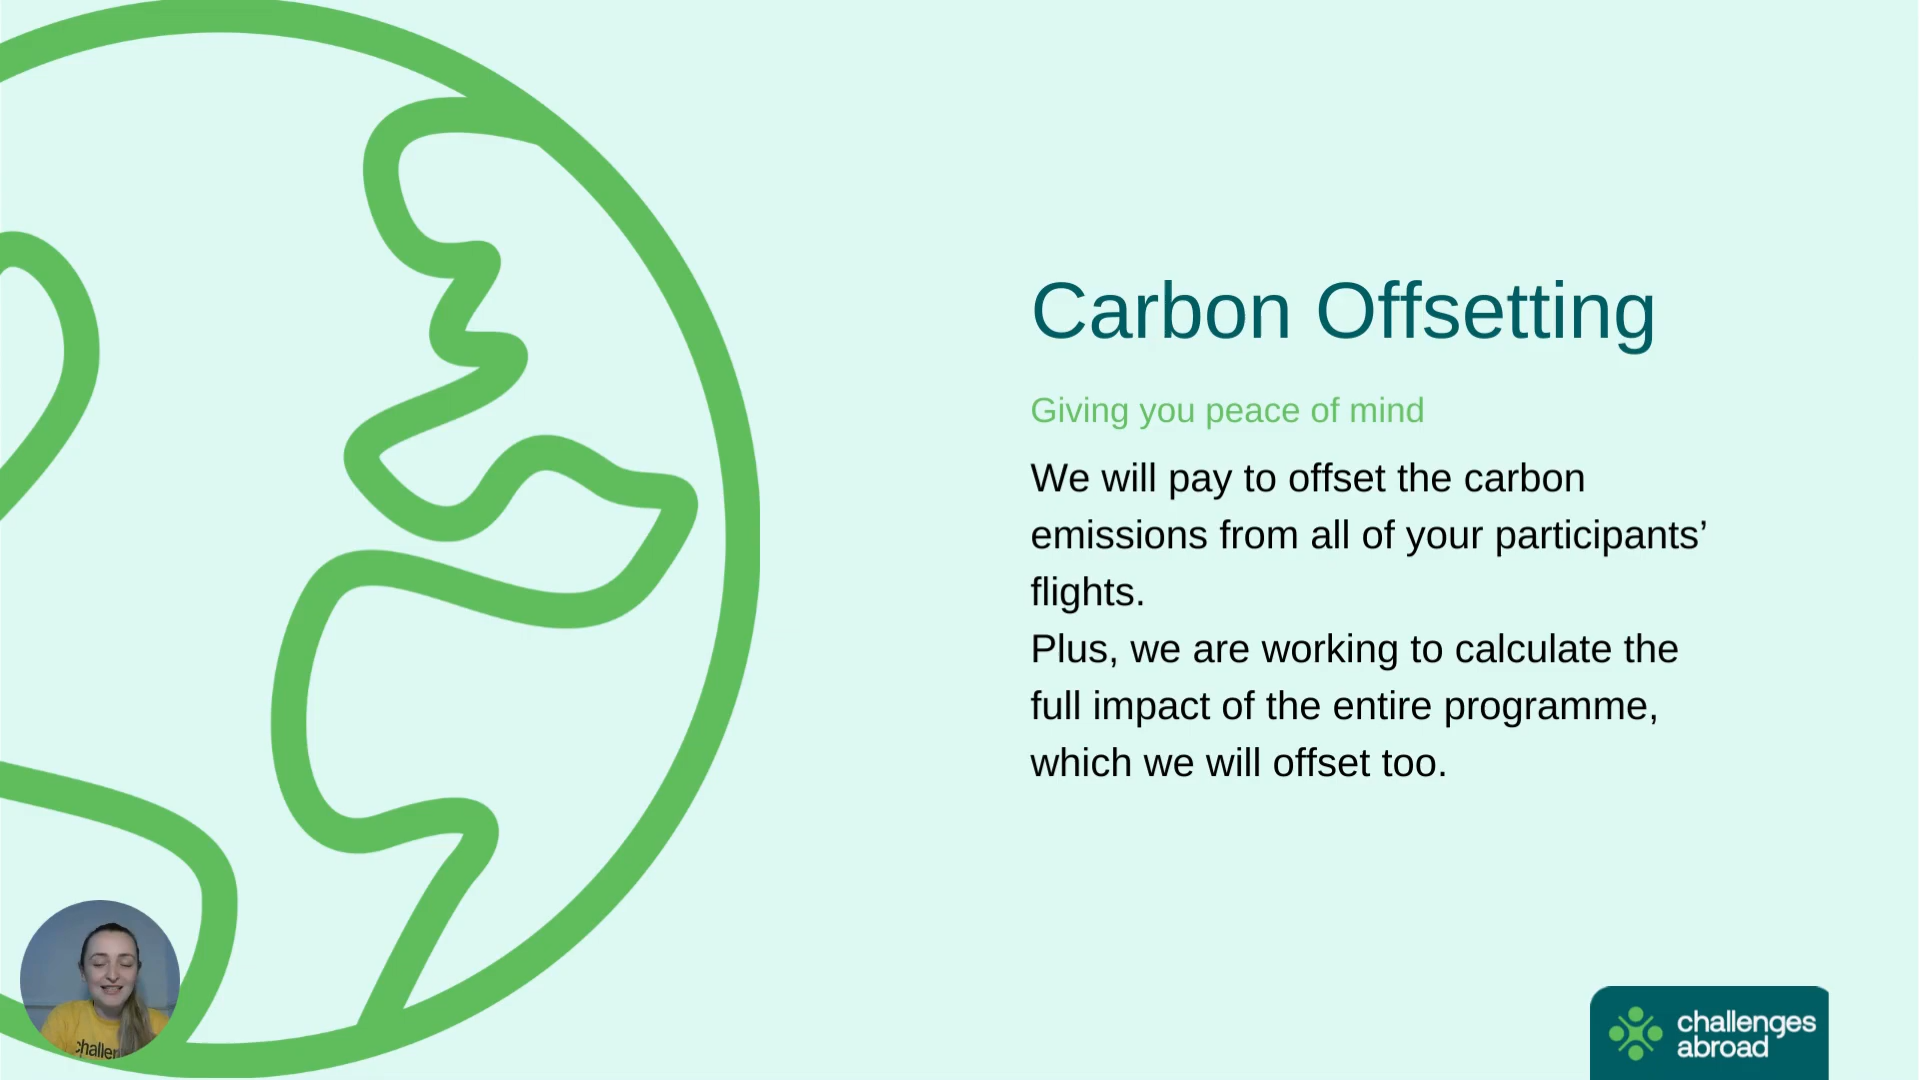 Carbon Offsetting
Giving you peace of mind
We will pay to offset the carbon
emissions from all of your participants’
flights.
Plus, we are working to calculate the
full impact of the entire programme,
which we will offset too.
challen
challenges
abroad